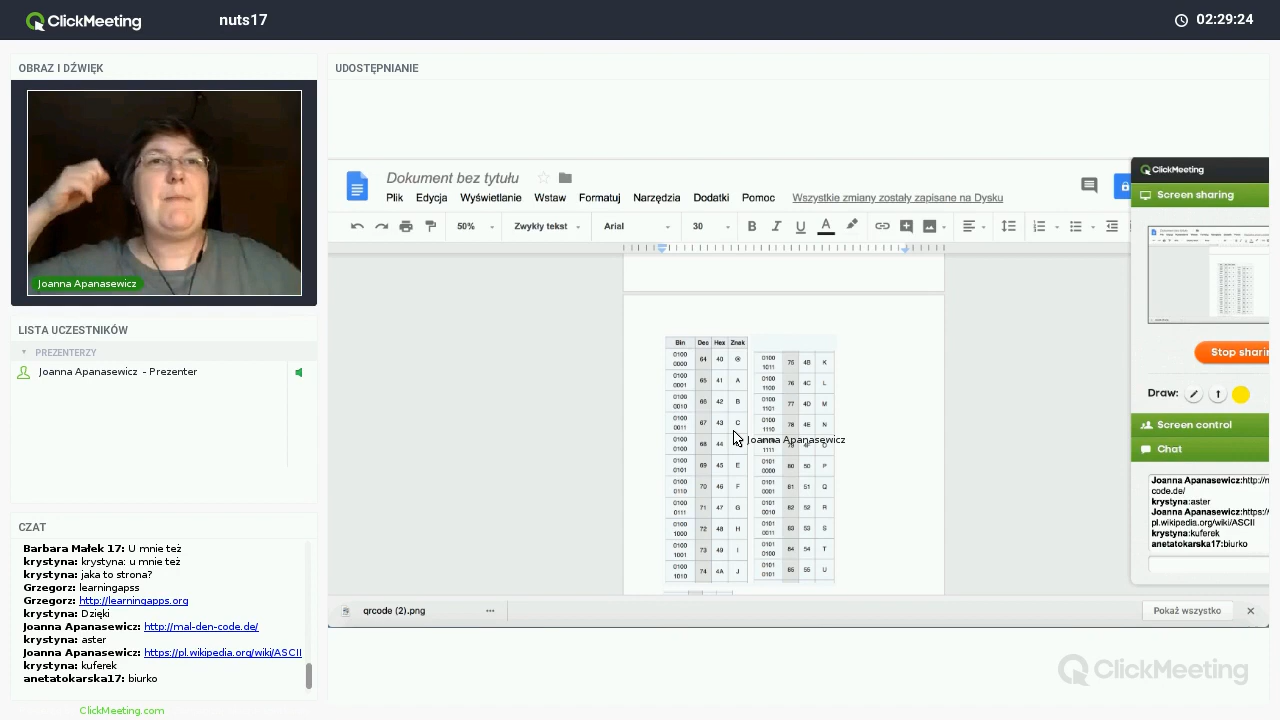 ClickMeeting
nuts17
02:29:24
OBRAZ I DŹWIĘK
Joanna Apanasewicz
LISTA UCZESTNIKÓW
PREZENTERZY
Joanna Apanasewicz - Prezenter
CZAT
Barbara Małek 17: U mnie też
krystyna: krystyna: u mnie też
krystyna: jaka to strona?
Grzegorz: learningapss
Grzegorz: http://learningapps.org
krystyna: Dzięki
Joanna Apanasewicz: http://mal-den-code.de/
krystyna: aster
Joanna Apanasewicz: https://pl.wikipedia.org/wiki/ASCII
krystyna: kuferek
anetatokarska17: biurko
ClickMeeting.com
UDOSTĘPNIANIE
Dokument bez tytułu
Plik Edycja Wyświetlanie Wstaw Formatuj Narzędzia Dodatki Pomoc Wszystkie zmiany zostały zapisane na Dysku
50% Zwykły tekst Arial 30 B I U A
Bin Dec Hex Znak
0100 0000 64 40 @
0100 0001 65 41 A
0100 0010 66 42 B
0100 0011 67 43 C
0100 0100 68 44
0100 0101 69 45 E
0100 0110 70 46 F
0100 0111 71 47 G
0100 1000 72 48 H
0100 1001 73 49 I
0100 1010 74 4A J
0100 1011 75 4B K
0100 1100 76 4C L
0100 1101 77 4D M
0100 1110 78 4E N
1111
0101 0000 80 50 P
0101 0001 81 51 Q
0101 0010 82 52 R
0101 0011 83 53 S
0101 0100 84 54 T
0101 0101 85 55 U
Joanna Apanasewicz
ClickMeeting
Screen sharing
Stop sharin
Draw:
Screen control
Chat
Joanna Apanasewicz:http://m
code.de/
krystyna:aster
Joanna Apanasewicz:https://
pl.wikipedia.org/wiki/ASCII
krystyna:kuferek
anetatokarska17:biurko
qrcode (2).png
Pokaż wszystko
ClickMeeting